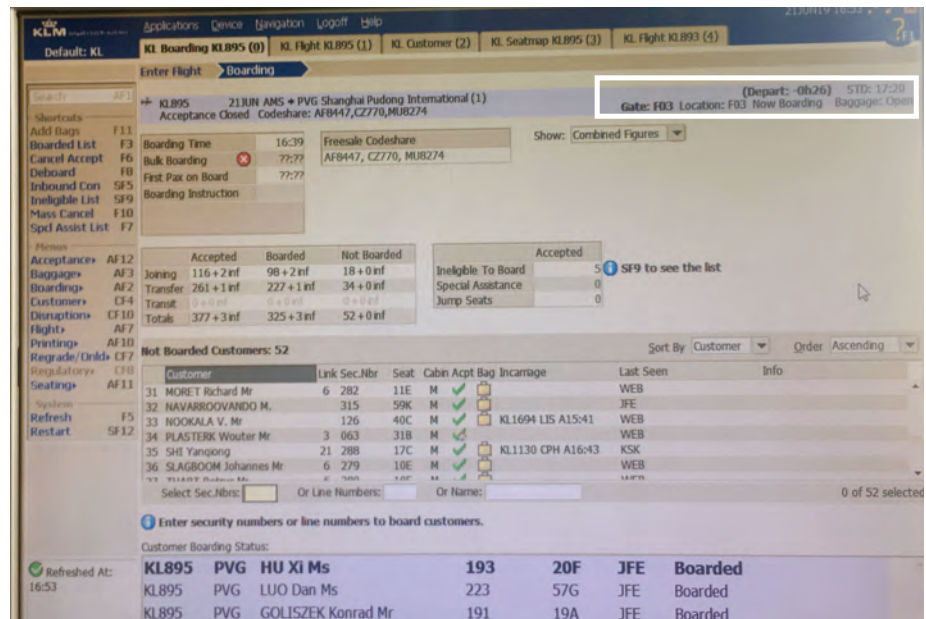 21JUN19 16:53
KLM
Applications Device Navigation Logoff Help
Default: KL
KL Boarding KL895 (0) KL Flight KL895 (1) KL Customer (2) KL Seatmap KL895 (3) KL Flight KL893 (4)
Enter Flight Boarding
Search AF1
KL895 21JUN AMS PVG Shanghai Pudong International (1)
(Depart: -0h26) STD: 17:20
Acceptance Closed Codeshare: AF8447,CZ770,MU8274
Gate: F03 Location: F03 Now Boarding Baggage: Open
Shortcuts
Add Bags F11
Boarded List F3
Cancel Accept F6
Deboard F8
Inbound Con SF5
Ineligible List SF9
Mass Cancel F10
Spcl Assist List F7
Menus
Acceptance AF12
Baggage AF3
Boarding AF2
Customer CF4
Disruption CF10
Flight AF7
Printing AF10
Regrade/Onld CF7
Regulatory CF8
Seating AF11
System
Refresh F5
Restart SF12
Boarding Time 16:39
Bulk Boarding ??:??
First Pax on Board ??:??
Boarding Instruction
Freesale Codeshare
AF8447, CZ770, MU8274
Show: Combined Figures
Accepted Boarded Not Boarded
Joining 116+2inf 98+2inf 18+0inf
Transfer 261+1inf 227+1inf 34+0inf
Transit 0+0inf 0+0inf 0+0inf
Totals 377+3inf 325+3inf 52+0inf
Accepted
Ineligible To Board 5
Special Assistance 0
Jump Seats 0
SF9 to see the list
Not Boarded Customers: 52
Sort By Customer Order Ascending
Customer Link Sec.Nbr Seat Cabin Acpt Bag Incarriage Last Seen Info
31 MORET Richard Mr 6 282 11E M WEB
32 NAVARROOVANDO M. 315 59K M JFE
33 NOOKALA V. Mr 126 40C M KL1694 LIS A15:41 WEB
34 PLASTERK Wouter Mr 3 063 31B M WEB
35 SHI Yanqiong 21 288 17C M KL1130 CPH A16:43 KSK
36 SLAGBOOM Johannes Mr 6 279 10E M WEB
Select Sec.Nbrs: Or Line Numbers: Or Name: 0 of 52 selected
Enter security numbers or line numbers to board customers.
Customer Boarding Status:
KL895 PVG HU Xi Ms 193 20F JFE Boarded
KL895 PVG LUO Dan Ms 223 57G JFE Boarded
KL895 PVG GOLISZEK Konrad Mr 191 19A JFE Boarded
Refreshed At:
16:53